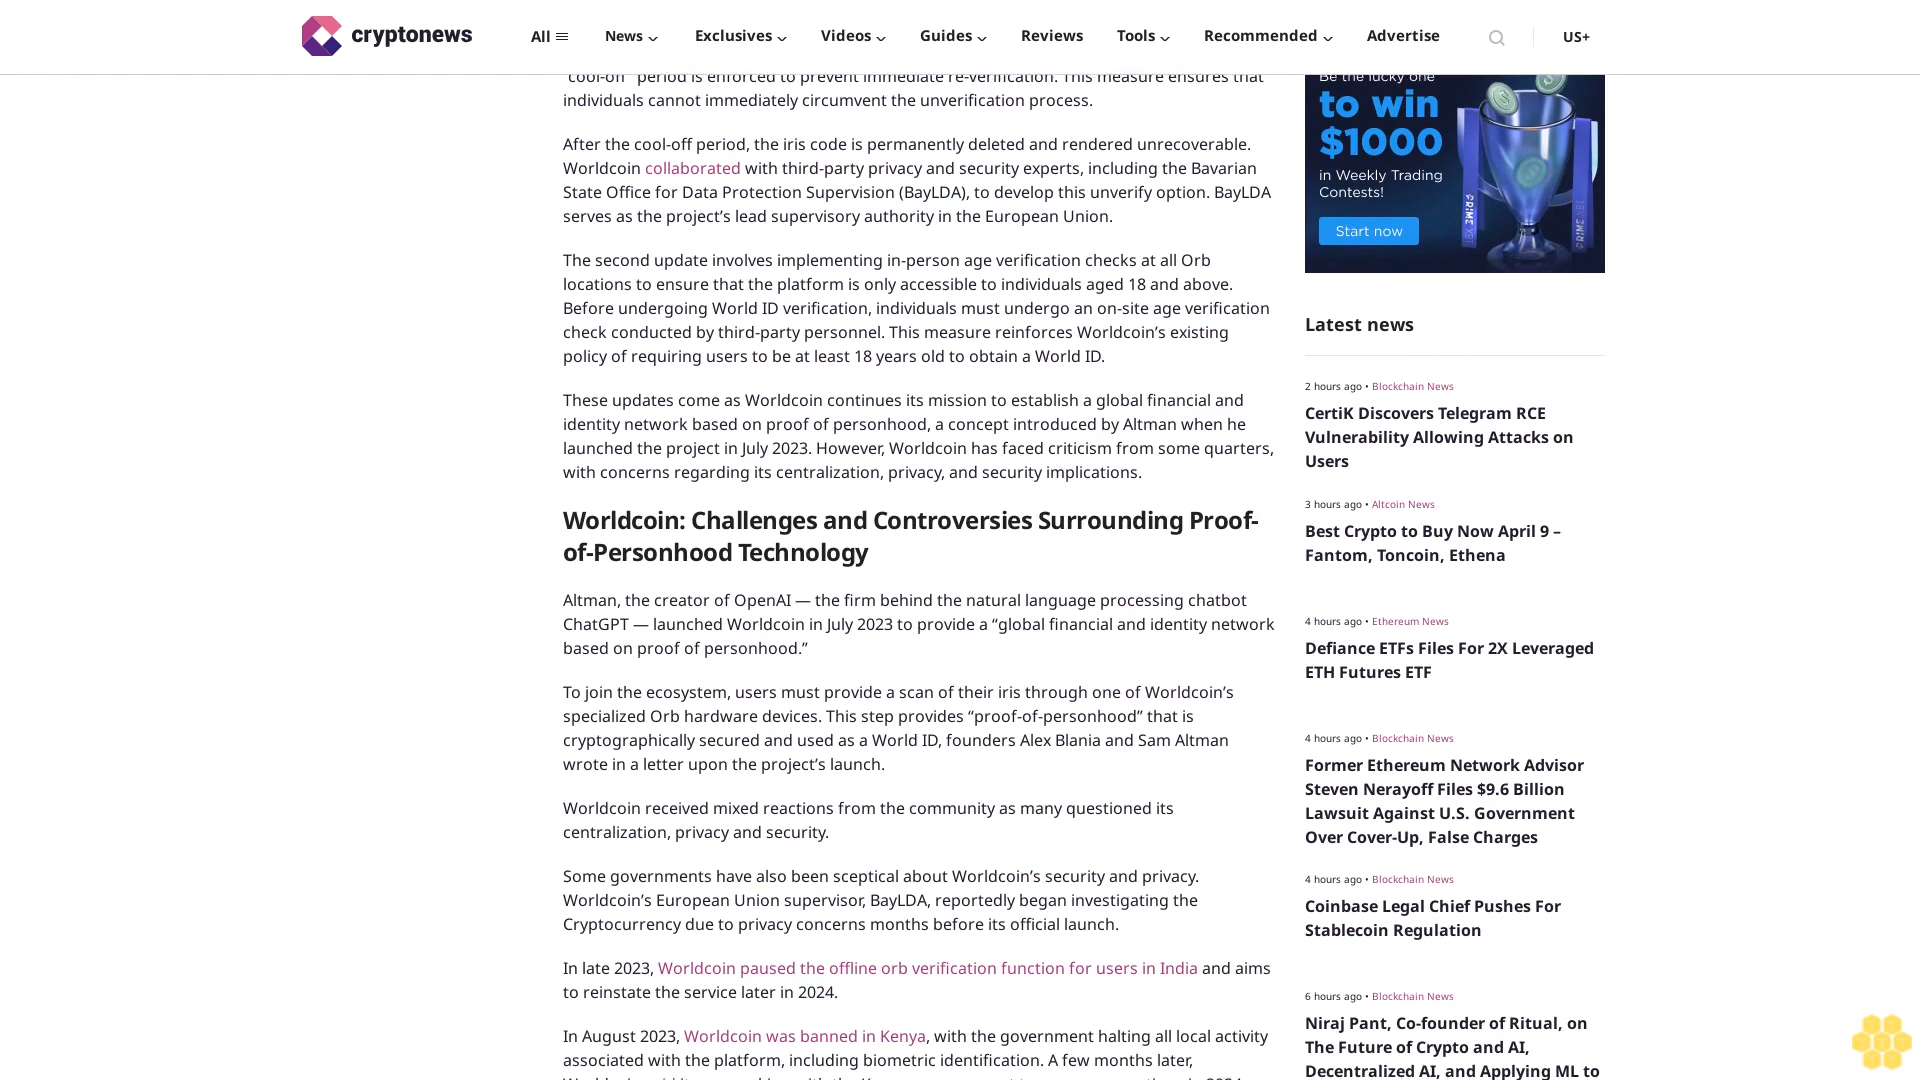 cryptonews
All
News
Exclusives
Videos
Guides
Reviews
Tools
Recommended
Advertise
US+
"cool-off" period is enforced to prevent immediate re-verification. This measure ensures that
individuals cannot immediately circumvent the unverification process.
After the cool-off period, the iris code is permanently deleted and rendered unrecoverable.
Worldcoin collaborated with third-party privacy and security experts, including the Bavarian
State Office for Data Protection Supervision (BayLDA), to develop this unverify option. BayLDA
serves as the project’s lead supervisory authority in the European Union.
The second update involves implementing in-person age verification checks at all Orb
locations to ensure that the platform is only accessible to individuals aged 18 and above.
Before undergoing World ID verification, individuals must undergo an on-site age verification
check conducted by third-party personnel. This measure reinforces Worldcoin’s existing
policy of requiring users to be at least 18 years old to obtain a World ID.
These updates come as Worldcoin continues its mission to establish a global financial and
identity network based on proof of personhood, a concept introduced by Altman when he
launched the project in July 2023. However, Worldcoin has faced criticism from some quarters,
with concerns regarding its centralization, privacy, and security implications.
Worldcoin: Challenges and Controversies Surrounding Proof-
of-Personhood Technology
Altman, the creator of OpenAI — the firm behind the natural language processing chatbot
ChatGPT — launched Worldcoin in July 2023 to provide a “global financial and identity network
based on proof of personhood.”
To join the ecosystem, users must provide a scan of their iris through one of Worldcoin’s
specialized Orb hardware devices. This step provides “proof-of-personhood” that is
cryptographically secured and used as a World ID, founders Alex Blania and Sam Altman
wrote in a letter upon the project’s launch.
Worldcoin received mixed reactions from the community as many questioned its
centralization, privacy and security.
Some governments have also been sceptical about Worldcoin’s security and privacy.
Worldcoin’s European Union supervisor, BayLDA, reportedly began investigating the
Cryptocurrency due to privacy concerns months before its official launch.
In late 2023, Worldcoin paused the offline orb verification function for users in India and aims
to reinstate the service later in 2024.
In August 2023, Worldcoin was banned in Kenya, with the government halting all local activity
associated with the platform, including biometric identification. A few months later,
Be the lucky one
to win
$1000
in Weekly Trading
Contests!
Start now
PRIME
XBT
PRIME
Latest news
2 hours ago • Blockchain News
CertiK Discovers Telegram RCE
Vulnerability Allowing Attacks on
Users
3 hours ago • Altcoin News
Best Crypto to Buy Now April 9 –
Fantom, Toncoin, Ethena
4 hours ago • Ethereum News
Defiance ETFs Files For 2X Leveraged
ETH Futures ETF
4 hours ago • Blockchain News
Former Ethereum Network Advisor
Steven Nerayoff Files $9.6 Billion
Lawsuit Against U.S. Government
Over Cover-Up, False Charges
4 hours ago • Blockchain News
Coinbase Legal Chief Pushes For
Stablecoin Regulation
6 hours ago • Blockchain News
Niraj Pant, Co-founder of Ritual, on
The Future of Crypto and AI,
Decentralized AI, and Applying ML to